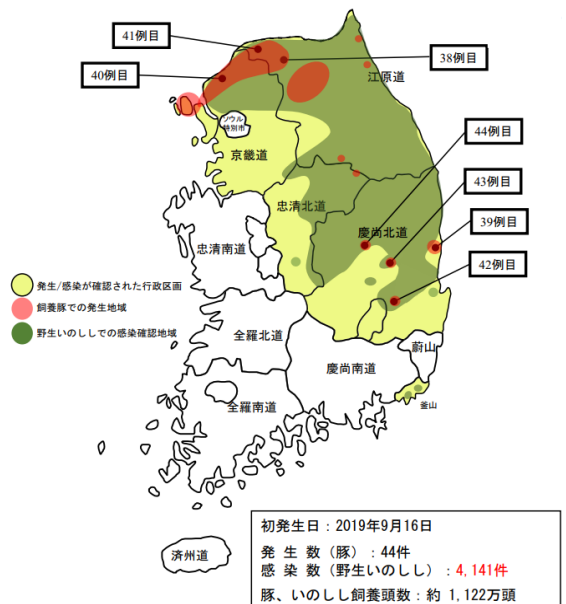 41例目
38例目
40例目
江原道
ソウル
特別市
44例目
京畿道
43例目
忠清北道
慶尚北道
39例目
忠清南道
42例目
発生/感染が確認された行政区画
飼養豚での発生地域
野生いのししでの感染確認地域
全羅北道
蔚山
慶尚南道
全羅南道
釜山
初発生日：2019年9月16日
発 生 数（豚）：44件
済州道
感 染 数（野生いのしし）：4,141件
豚、いのしし飼養頭数：約 1,122万頭